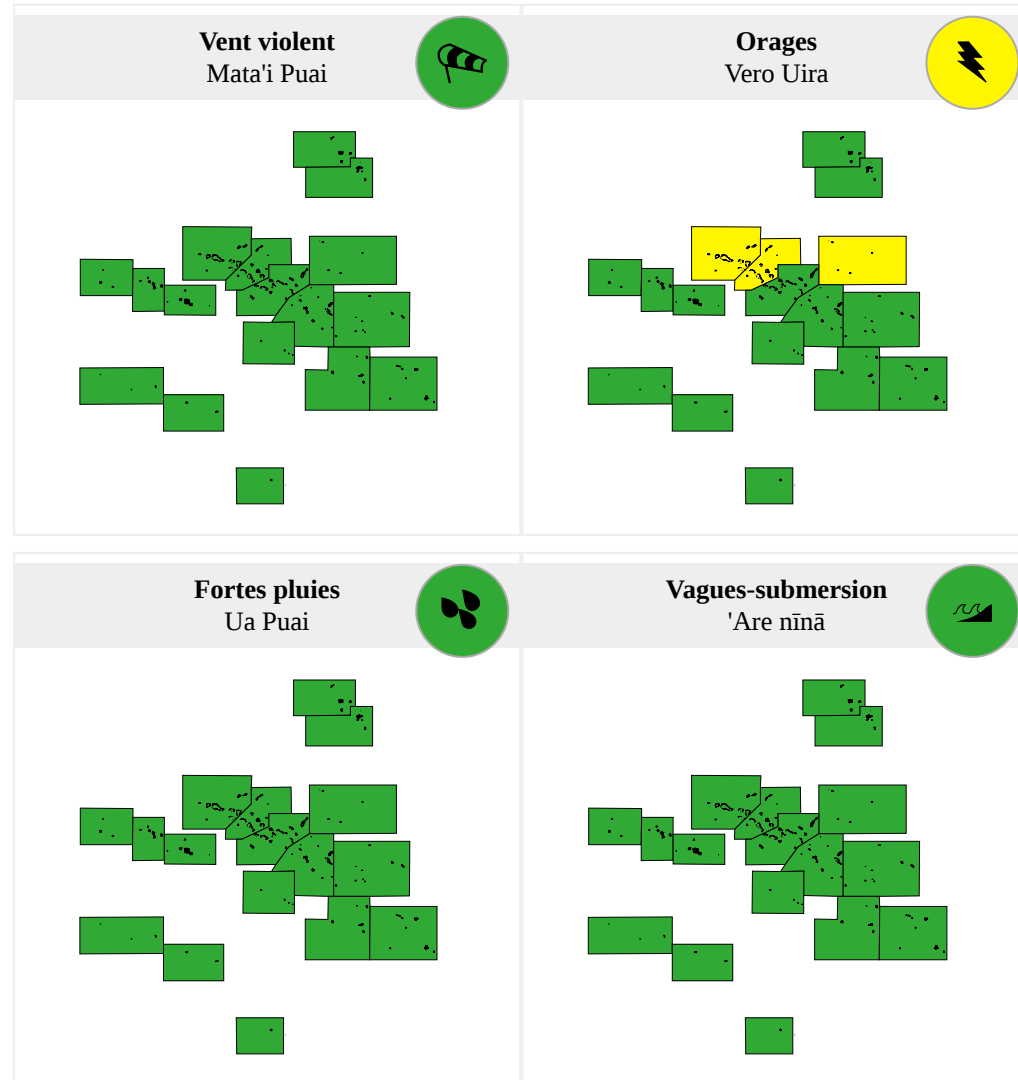 Vent violent
Mata'i Puai
Orages
Vero Uira
Fortes pluies
Ua Puai
Vagues-submersion
'Are nīnā